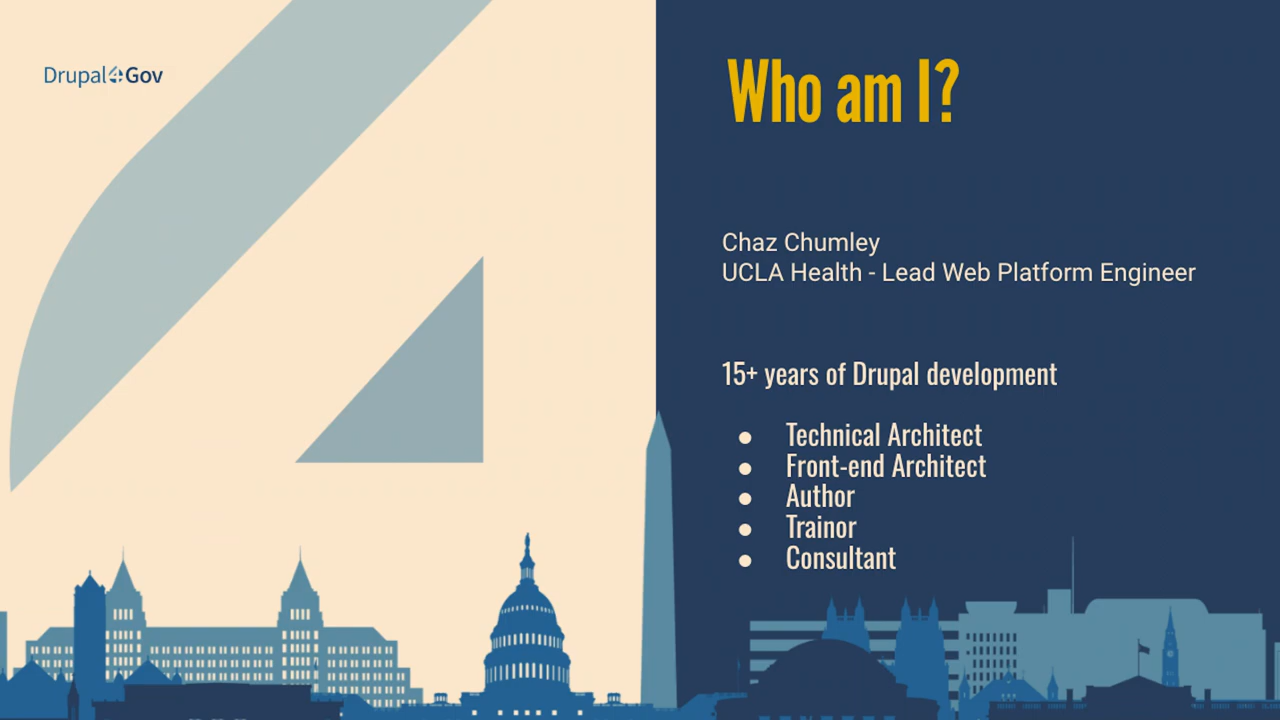 Drupal4Gov
Who am I?
Chaz Chumley
UCLA Health - Lead Web Platform Engineer
15+ years of Drupal development
● Technical Architect
● Front-end Architect
● Author
● Trainor
● Consultant